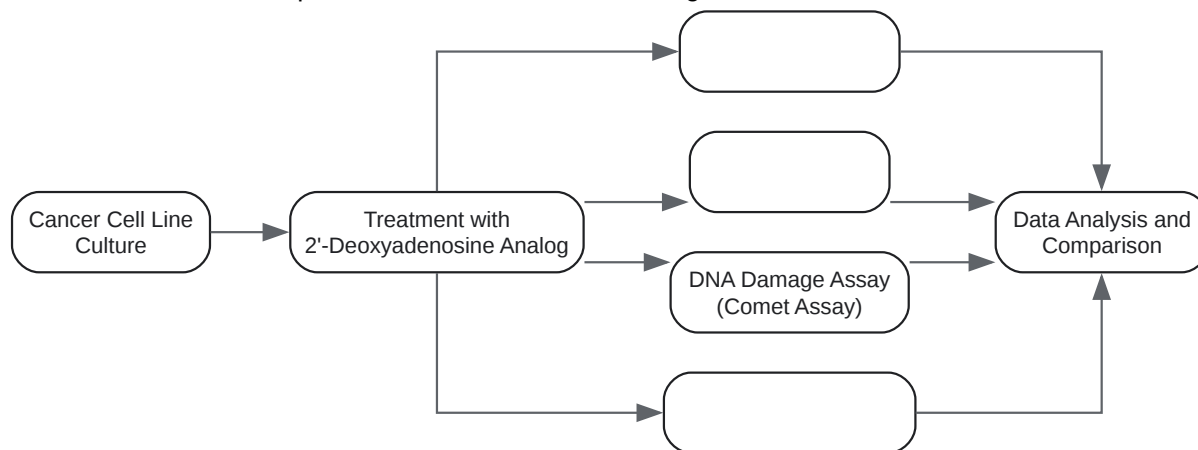 Cancer Cell Line
Culture
Treatment with
2'-Deoxyadenosine Analog
DNA Damage Assay
(Comet Assay)
Data Analysis and
Comparison